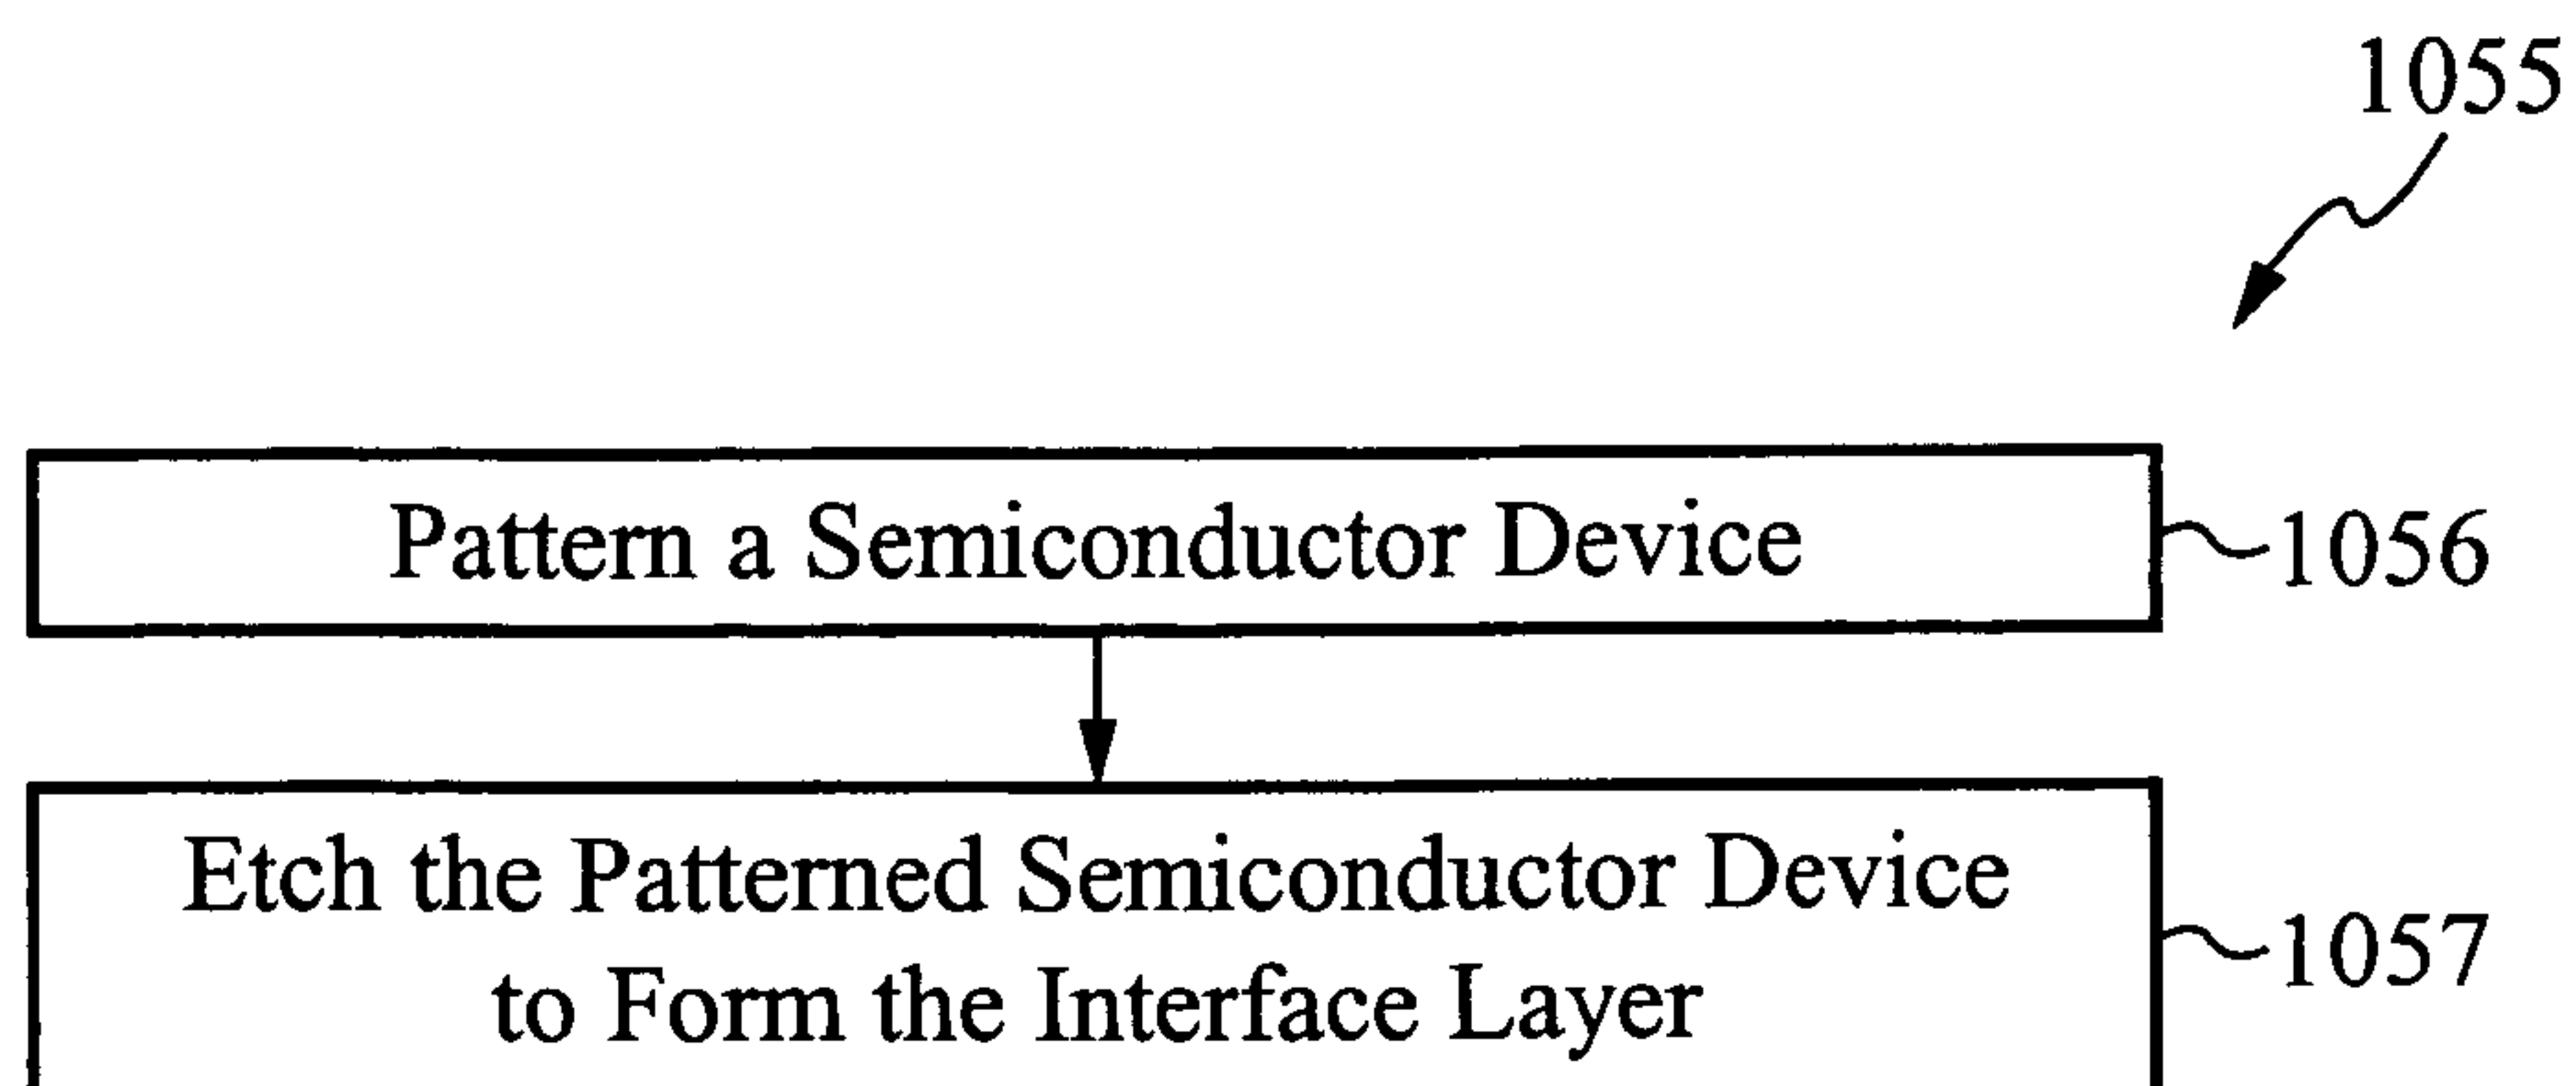 1055
Pattern a Semiconductor Device
1056
Etch the Patterned Semiconductor Device
to Form the Interface Layer
1057